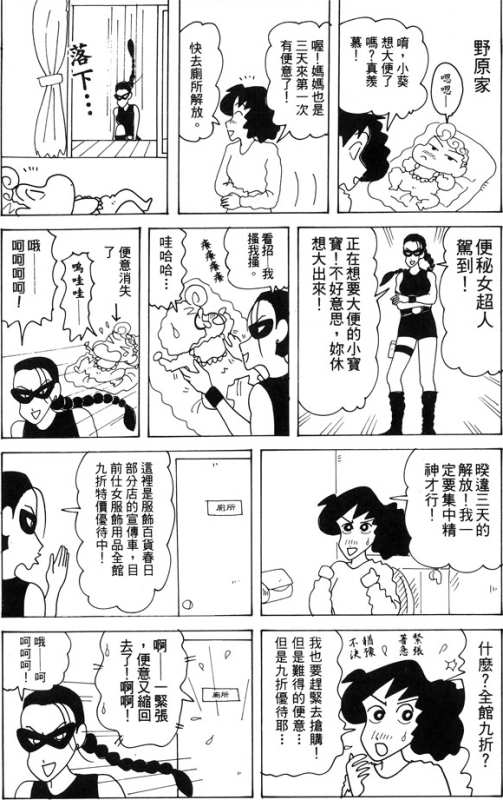 野原家
嗯嗯—
唷，小葵
想大便了
嗎？真羨
慕！
喔！媽媽也是
三天來第一次
有便意了！
快去廁所解放。
落下…
便秘女超人
駕到！
正在想要大便的小寶
寶！不好意思，妳休
想大出來！
看招—我
搔我搔。
癢癢癢癢
哇哈哈…
便意消失
了
嗚哇哇—
哦—
呵呵呵呵！
睽違三天的
解放！我一
定要集中精
神才行！
廁所
這裡是服飾百貨春日
部分店的宣傳車，目
前仕女服飾用品全館
九折特價優待中！
什麼？全館九折？
緊張
著急
猶豫
不決
我也要趕緊去搶購！
但是難得的便意…
但是九折優待耶…
廁所
啊—一緊張
，便意又縮回
去了！啊啊！
哦—
呵呵呵！